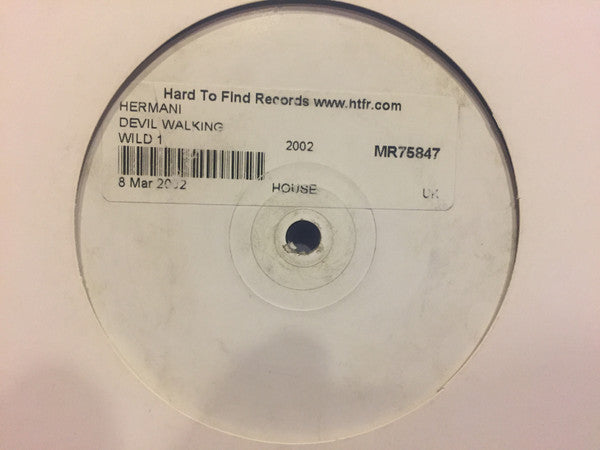 Hard To Find Records www.htfr.com
HERMANI
DEVIL WALKING
WILD 1
2002
MR75847
8 Mar 2002
HOUSE
UK